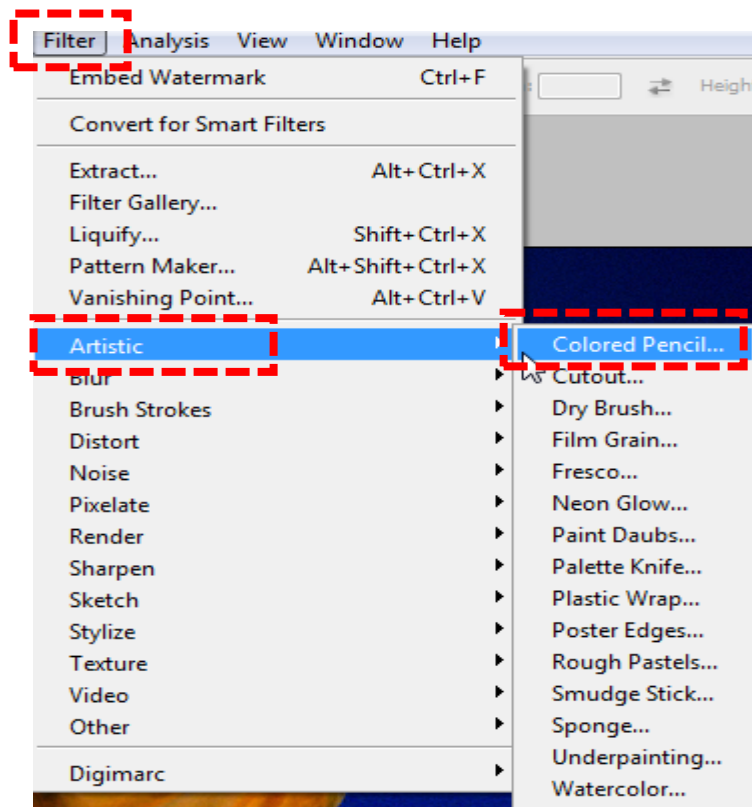 Filter Analysis View Window Help
Embed Watermark Ctrl+F
Heigh
Convert for Smart Filters
Extract... Alt+Ctrl+X
Filter Gallery...
Liquify... Shift+Ctrl+X
Pattern Maker... Alt+Shift+Ctrl+X
Vanishing Point... Alt+Ctrl+V
Artistic
Blur
Brush Strokes
Distort
Noise
Pixelate
Render
Sharpen
Sketch
Stylize
Texture
Video
Other
Digimarc
Colored Pencil...
Cutout...
Dry Brush...
Film Grain...
Fresco...
Neon Glow...
Paint Daubs...
Palette Knife...
Plastic Wrap...
Poster Edges...
Rough Pastels...
Smudge Stick...
Sponge...
Underpainting...
Watercolor...